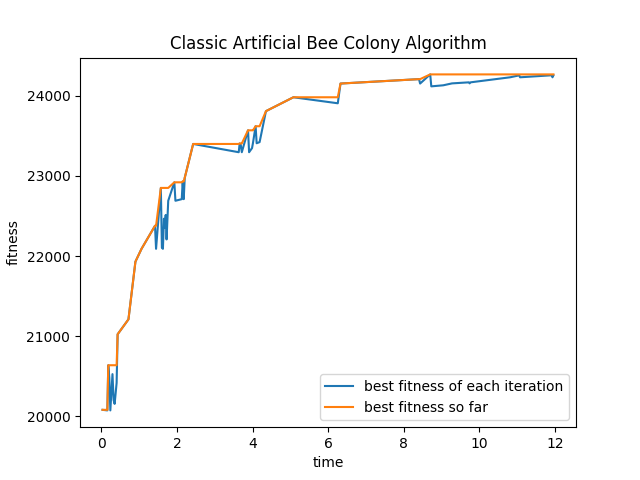 Classic Artificial Bee Colony Algorithm
24000
23000
22000
21000
20000
fitness
0 2 4 6 8 10 12
time
best fitness of each iteration
best fitness so far